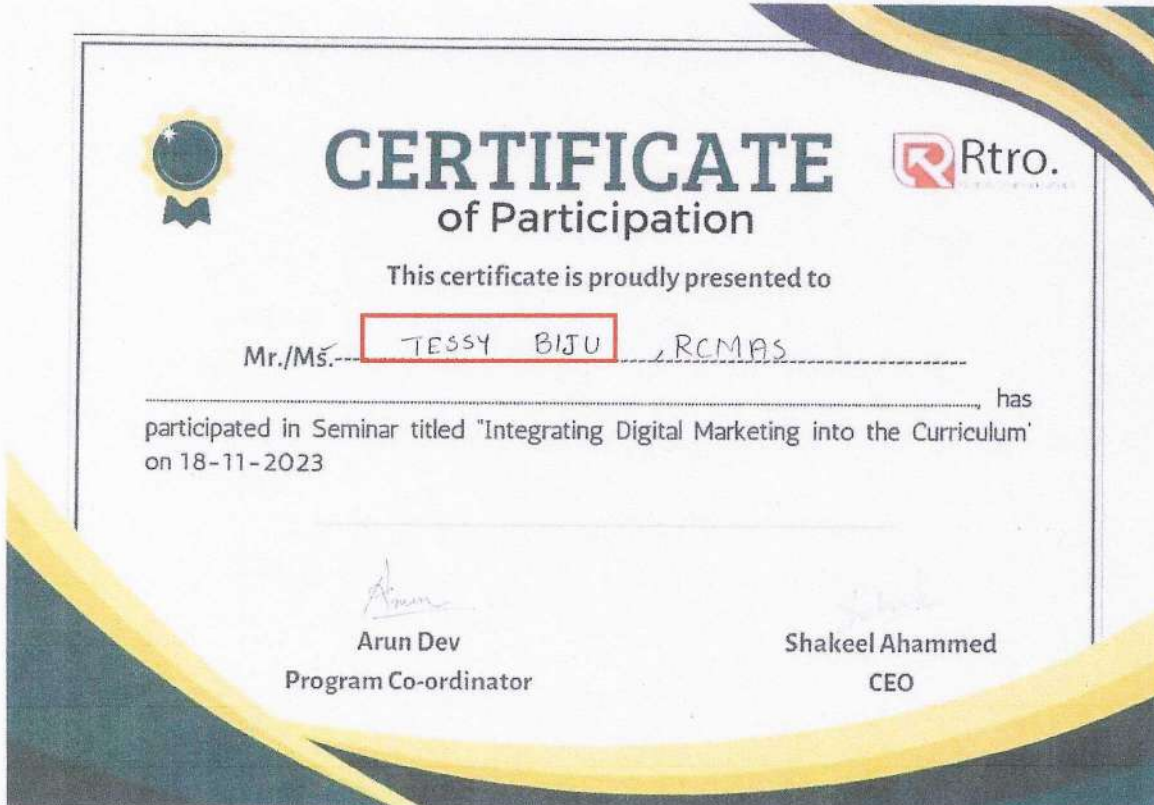 CERTIFICATE
Rtro.
of Participation
This certificate is proudly presented to
Mr./Ms. TESSY BIJU, RCMAS
, has
participated in Seminar titled "Integrating Digital Marketing into the Curriculum'
on 18-11-2023
Arun
Arun Dev
Shakeel Ahammed
Program Co-ordinator
CEO